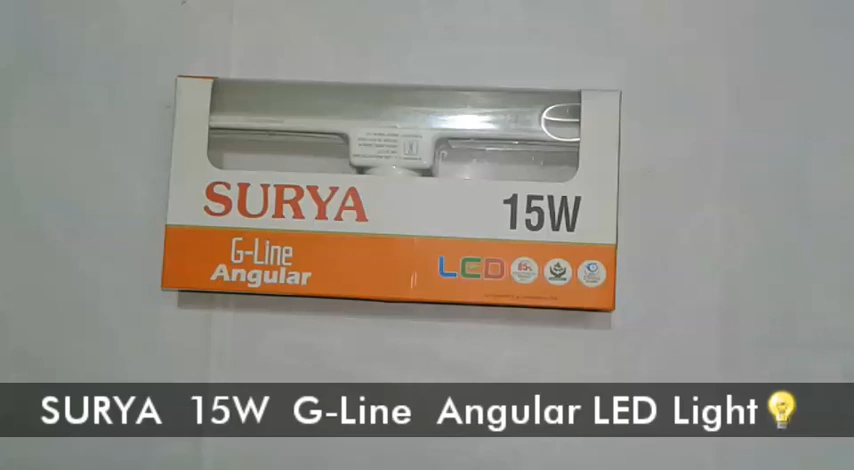 SURYA
15W
G-Line
Angular
LED
SURYA 15W G-Line Angular LED Light